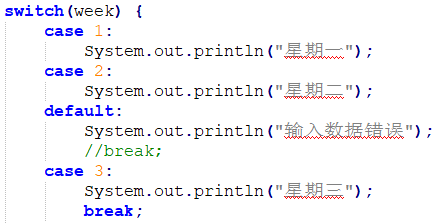 switch(week) {
case 1:
System.out.println("星期一");
case 2:
System.out.println("星期二");
default:
System.out.println("输入数据错误");
//break;
case 3:
System.out.println("星期三");
break;